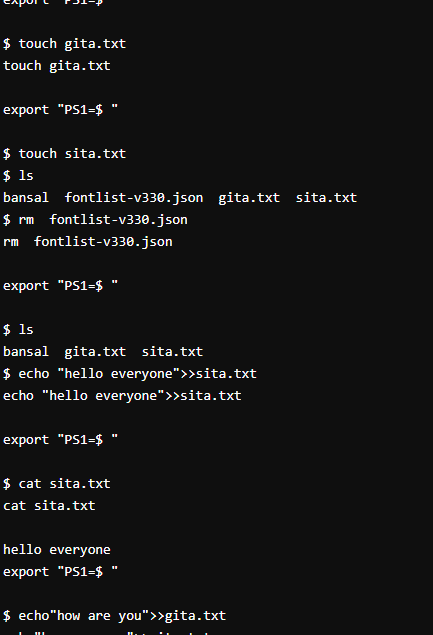 export "PS1=$ "
$ touch gita.txt
touch gita.txt
export "PS1=$ "
$ touch sita.txt
$ ls
bansal  fontlist-v330.json  gita.txt  sita.txt
$ rm  fontlist-v330.json
rm  fontlist-v330.json
export "PS1=$ "
$ ls
bansal  gita.txt  sita.txt
$ echo "hello everyone">>sita.txt
echo "hello everyone">>sita.txt
export "PS1=$ "
$ cat sita.txt
cat sita.txt
hello everyone
export "PS1=$ "
$ echo"how are you">>gita.txt